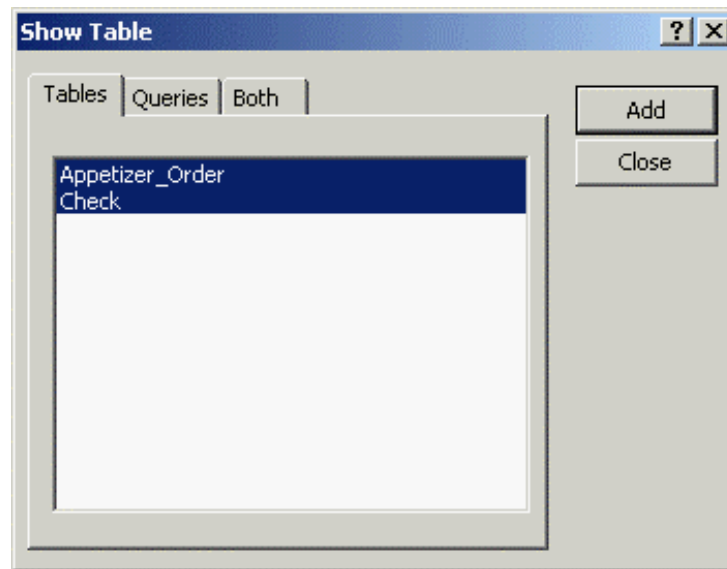 Show Table
Tables Queries Both
Add
Close
Appetizer_Order
Check